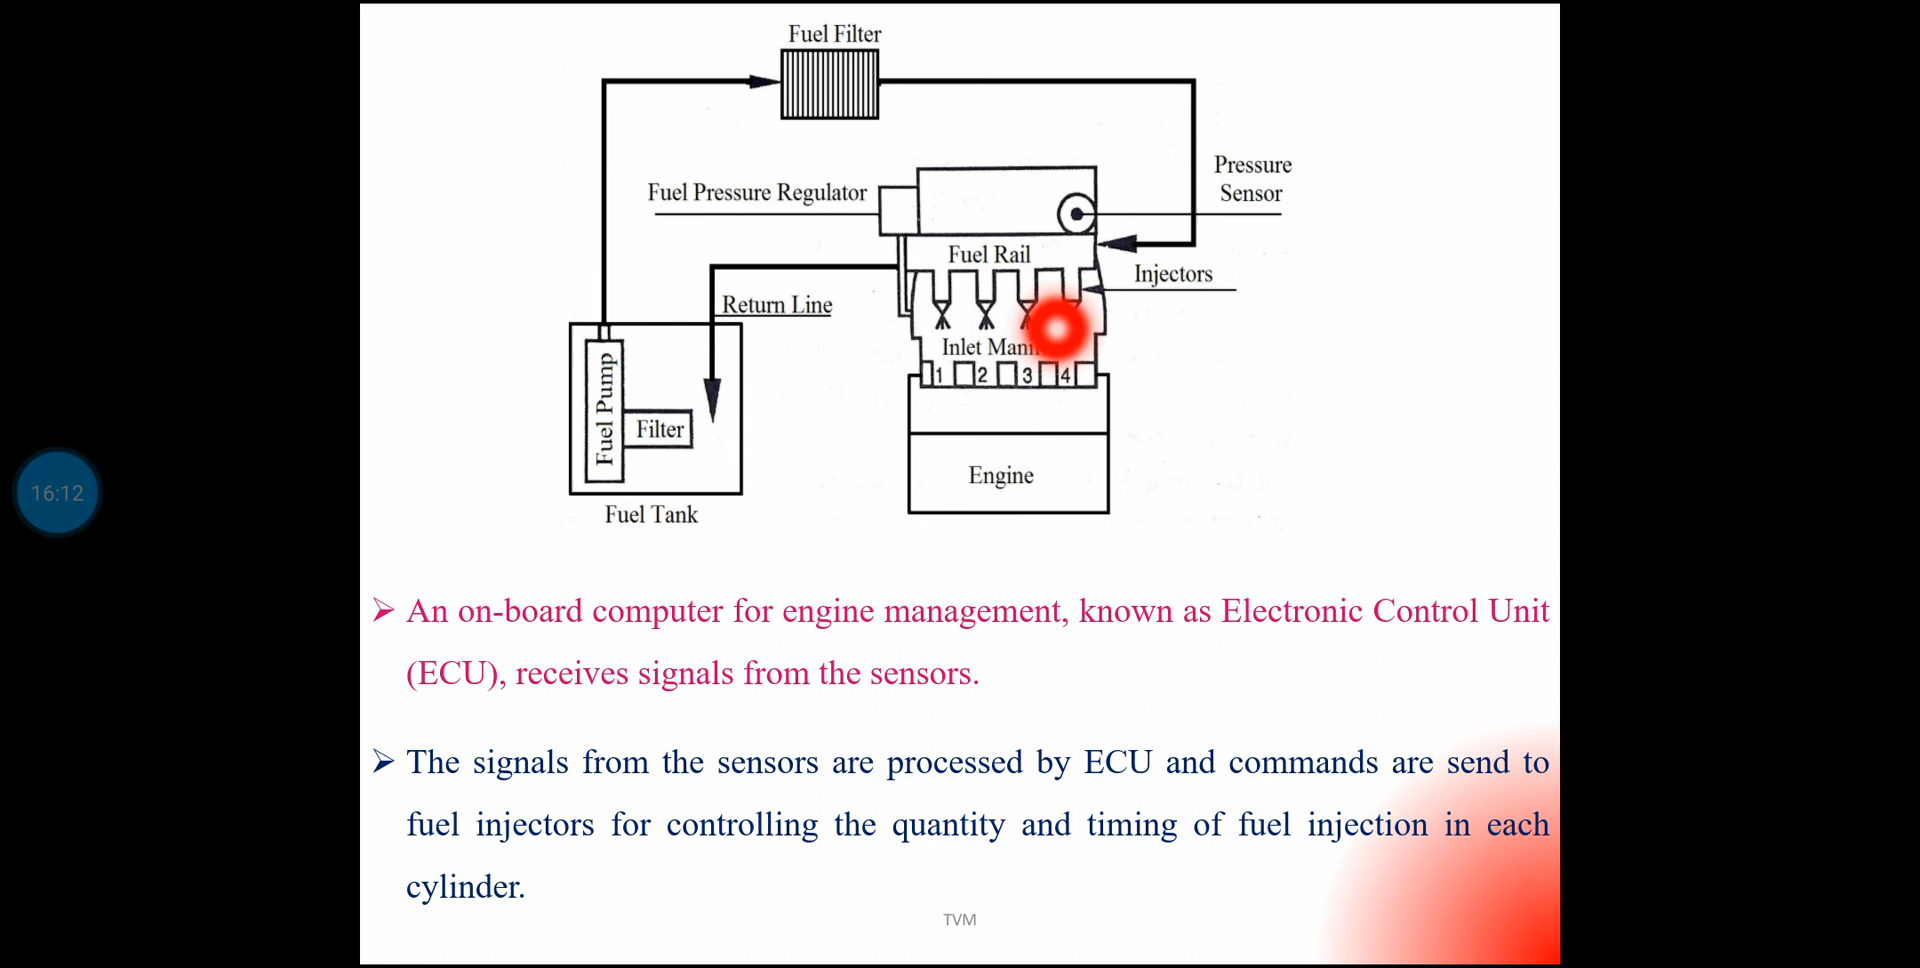 Fuel Filter
Pressure
Sensor
Fuel Pressure Regulator
Fuel Rail
Injectors
Return Line
Inlet
1 2 3 4
Fuel Pump
Filter
Engine
Fuel Tank
16:12
➢ An on-board computer for engine management, known as Electronic Control Unit
(ECU), receives signals from the sensors.
➢ The signals from the sensors are processed by ECU and commands are send to
fuel injectors for controlling the quantity and timing of fuel injection in each
cylinder.
TVM